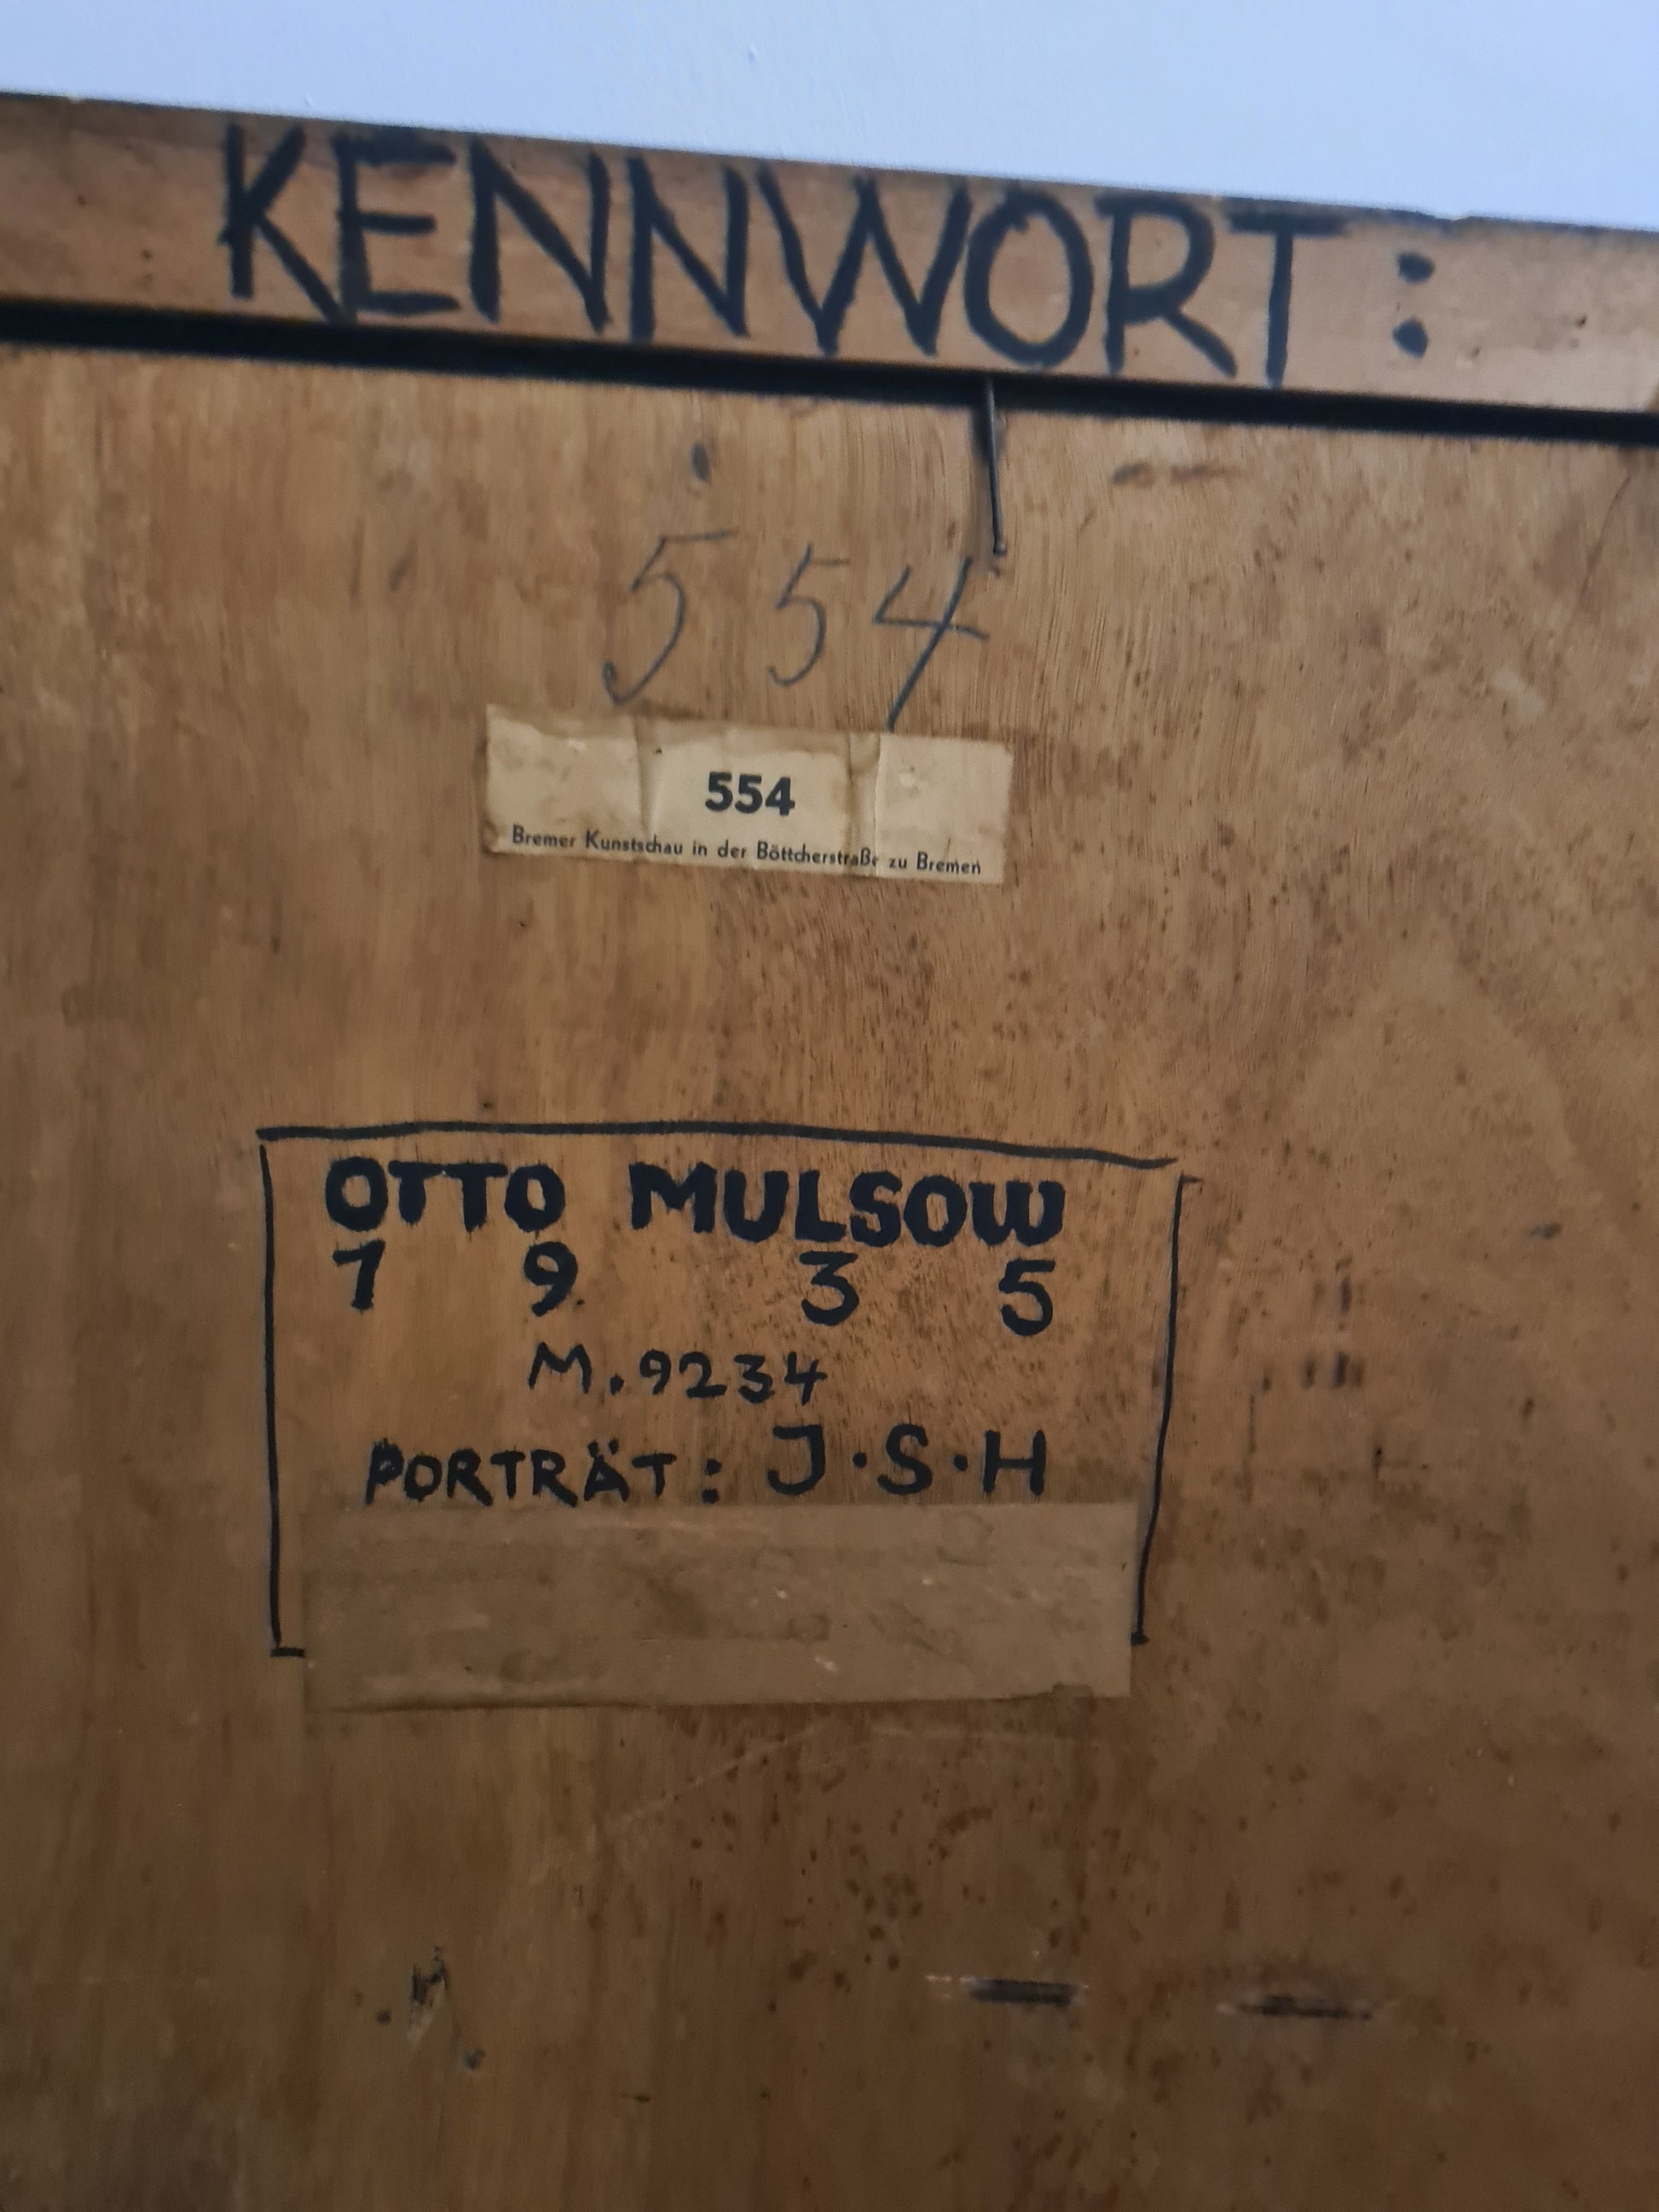 KENNWORT:
554
554
Bremer Kunstschau in der Böttcherstraße zu Bremen
OTTO MULSOW
1 9 3 5
M.9234
PORTRÄT: J·S·H